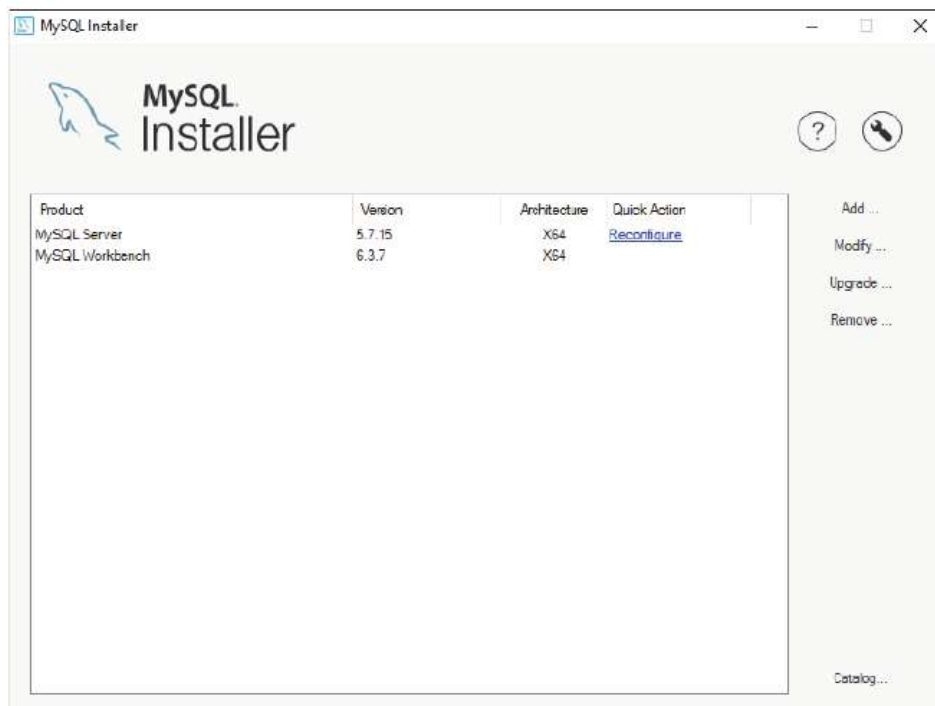 MySQL Installer
MySQL.
Installer
?
Product Version Architecture Quick Action
MySQL Server 5.7.15 X64 Reconfigure
MySQL Workbench 6.3.7 X64
Add ...
Modify ...
Upgrade ...
Remove ...
Catalog...